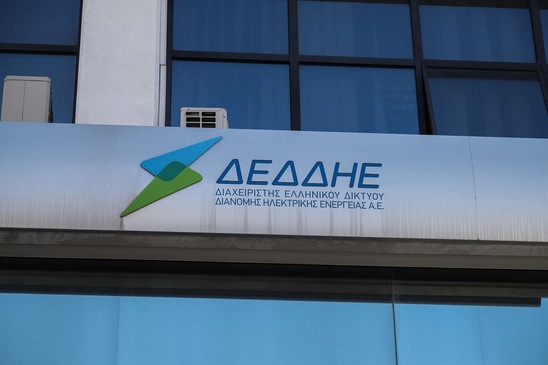 ΔΕΔΔΗΕ
ΔΙΑΧΕΙΡΙΣΤΗΣ ΕΛΛΗΝΙΚΟΥ ΔΙΚΤΥΟΥ
ΔΙΑΝΟΜΗΣ ΗΛΕΚΤΡΙΚΗΣ ΕΝΕΡΓΕΙΑΣ Α.Ε.